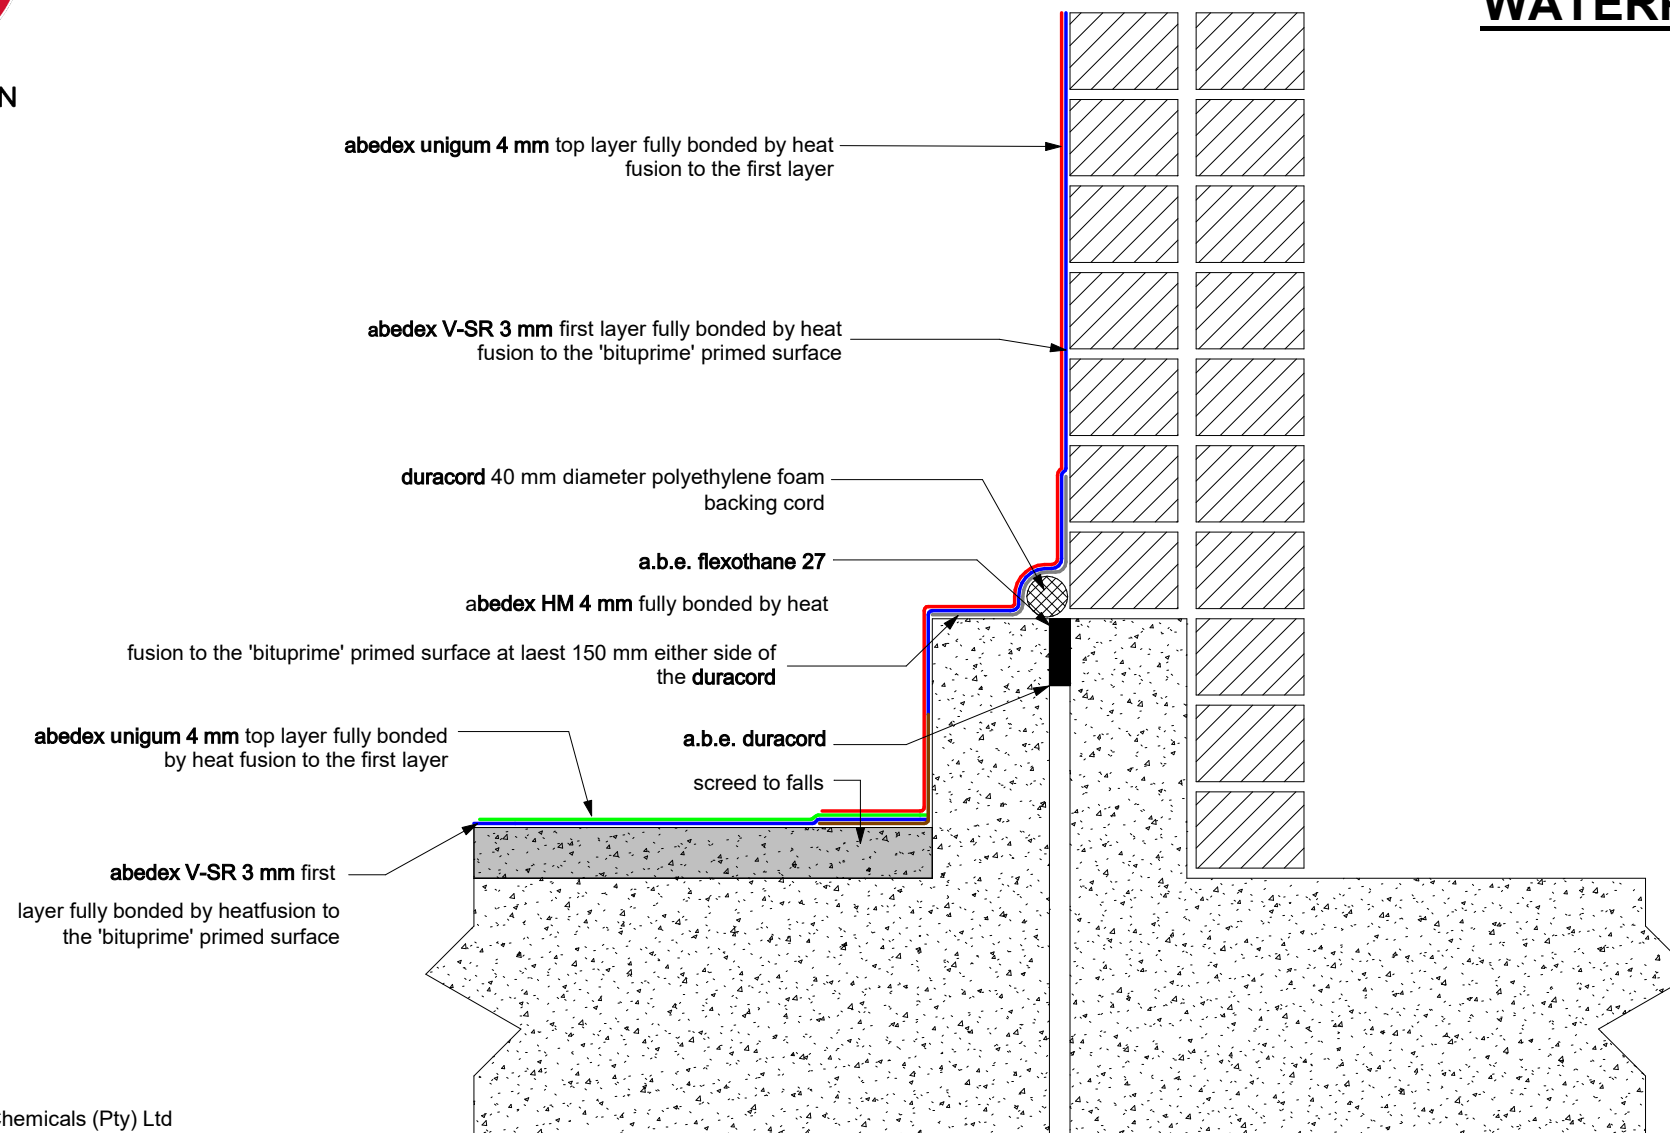 abedex unigum 4 mm top layer fully bonded by heat
fusion to the first layer
abedex V-SR 3 mm first layer fully bonded by heat
fusion to the 'bituprime' primed surface
duracord 40 mm diameter polyethylene foam
backing cord
a.b.e. flexothane 27
abedex HM 4 mm fully bonded by heat
fusion to the 'bituprime' primed surface at laest 150 mm either side of
the duracord
abedex unigum 4 mm top layer fully bonded
by heat fusion to the first layer
a.b.e. duracord
screed to falls
abedex V-SR 3 mm first
layer fully bonded by heatfusion to
the 'bituprime' primed surface
(Pty) Ltd